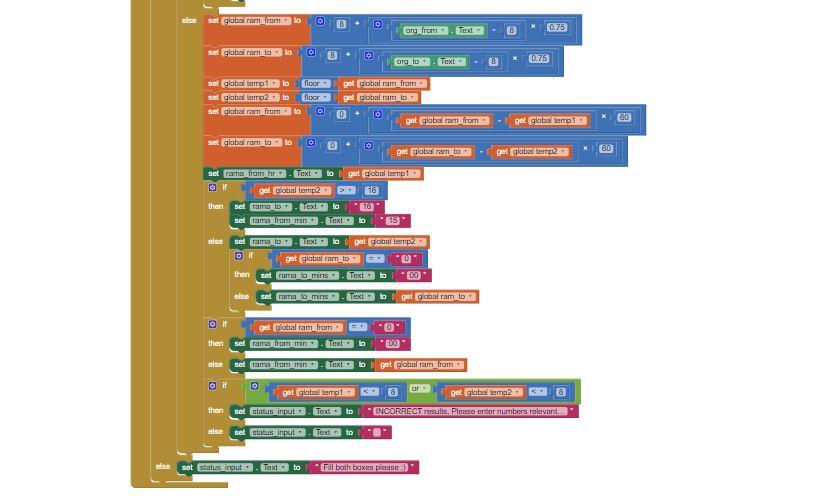 else set global ram_from to 8 + org_from . Text - 8 × 0.75
set global ram_to to 8 + org_to . Text - 8 × 0.75
set global temp1 to floor get global ram_from
set global temp2 to floor get global ram_to
set global ram_from to 0 + get global ram_from - get global temp1 × 60
set global ram_to to 0 + get global ram_to - get global temp2 × 60
set rama_from_hr . Text to get global temp1
if get global temp2 > 16
then set rama_to . Text to " 16 "
set rama_from_min . Text to " 15 "
else set rama_to . Text to get global temp2
if get global ram_to = " 0 "
then set rama_to_mins . Text to " 00 "
else set rama_to_mins . Text to get global ram_to
if get global ram_from = " 0 "
then set rama_from_min . Text to " 00 "
else set rama_from_min . Text to get global ram_from
if get global temp1 < 8 or get global temp2 < 8
then set status_input . Text to " INCORRECT results, Please enter numbers relevant... "
else set status_input . Text to " "
else set status_input . Text to " Fill both boxes please :) "